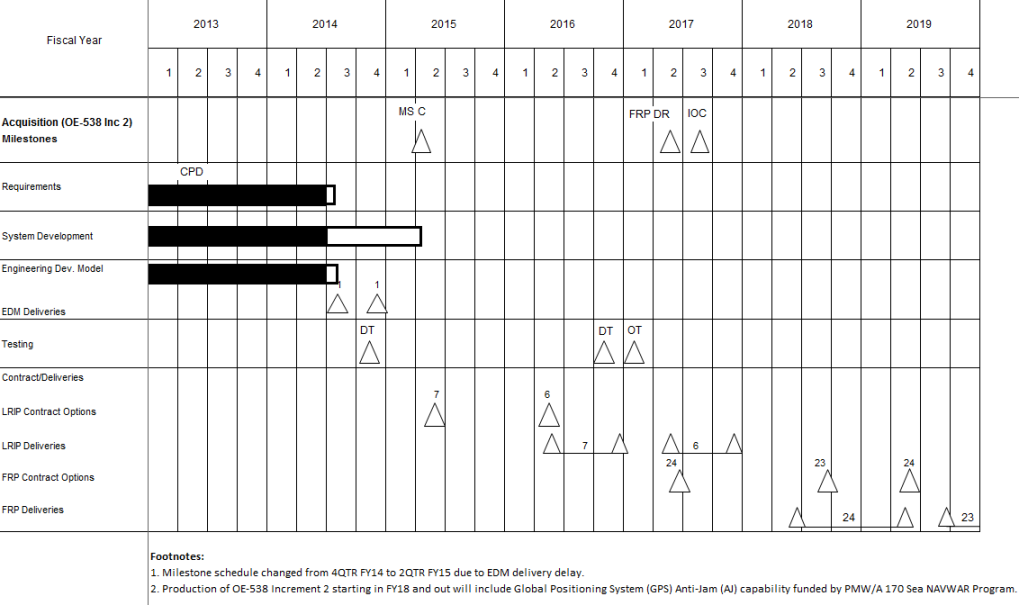 Fiscal Year
2013 2014 2015 2016 2017 2018 2019
1 2 3 4 1 2 3 4 1 2 3 4 1 2 3 4 1 2 3 4 1 2 3 4 1 2 3 4
Acquisition (OE-538 Inc 2)
Milestones
MS C
FRP DR
IOC
CPD
Requirements
System Development
Engineering Dev. Model
1 1
EDM Deliveries
DT DT OT
Testing
Contract/Deliveries
7 6
LRIP Contract Options
LRIP Deliveries
7 6
24 23 24
FRP Contract Options
FRP Deliveries
24 23
Footnotes:
1. Milestone schedule changed from 4QTR FY14 to 2QTR FY15 due to EDM delivery delay.
2. Production of OE-538 Increment 2 starting in FY18 and out will include Global Positioning System (GPS) Anti-Jam (AJ) capability funded by PMW/A 170 Sea NAVWAR Program.